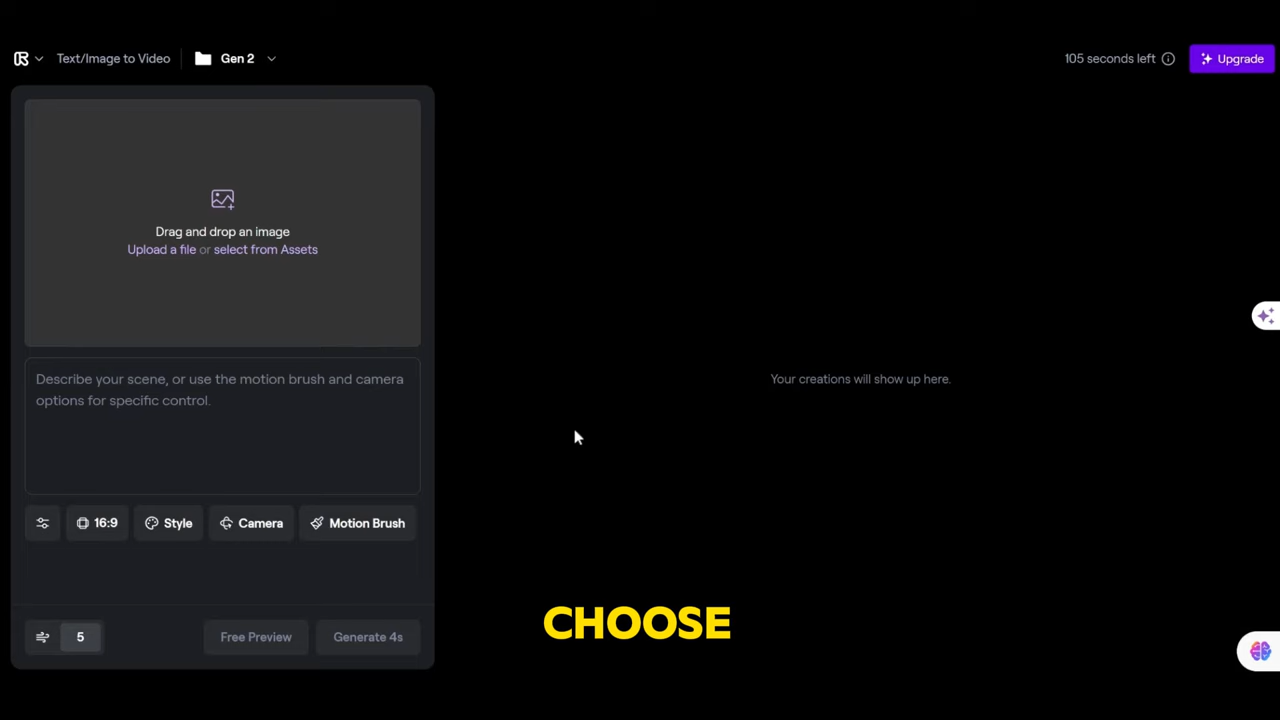 Text/Image to Video
Gen 2
105 seconds left
Upgrade
Drag and drop an image
Upload a file or select from Assets
Describe your scene, or use the motion brush and camera
options for specific control.
Your creations will show up here.
16:9
Style
Camera
Motion Brush
5
Free Preview
Generate 4s
CHOOSE